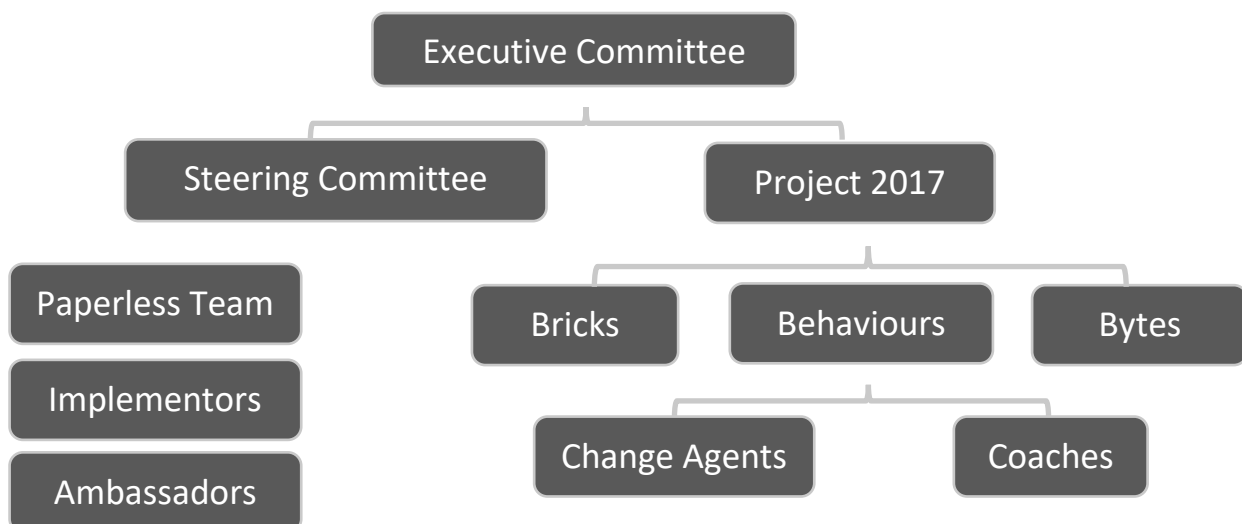 Executive Committee
Steering Committee
Project 2017
Paperless Team
Bricks
Behaviours
Bytes
Implementors
Change Agents
Coaches
Ambassadors